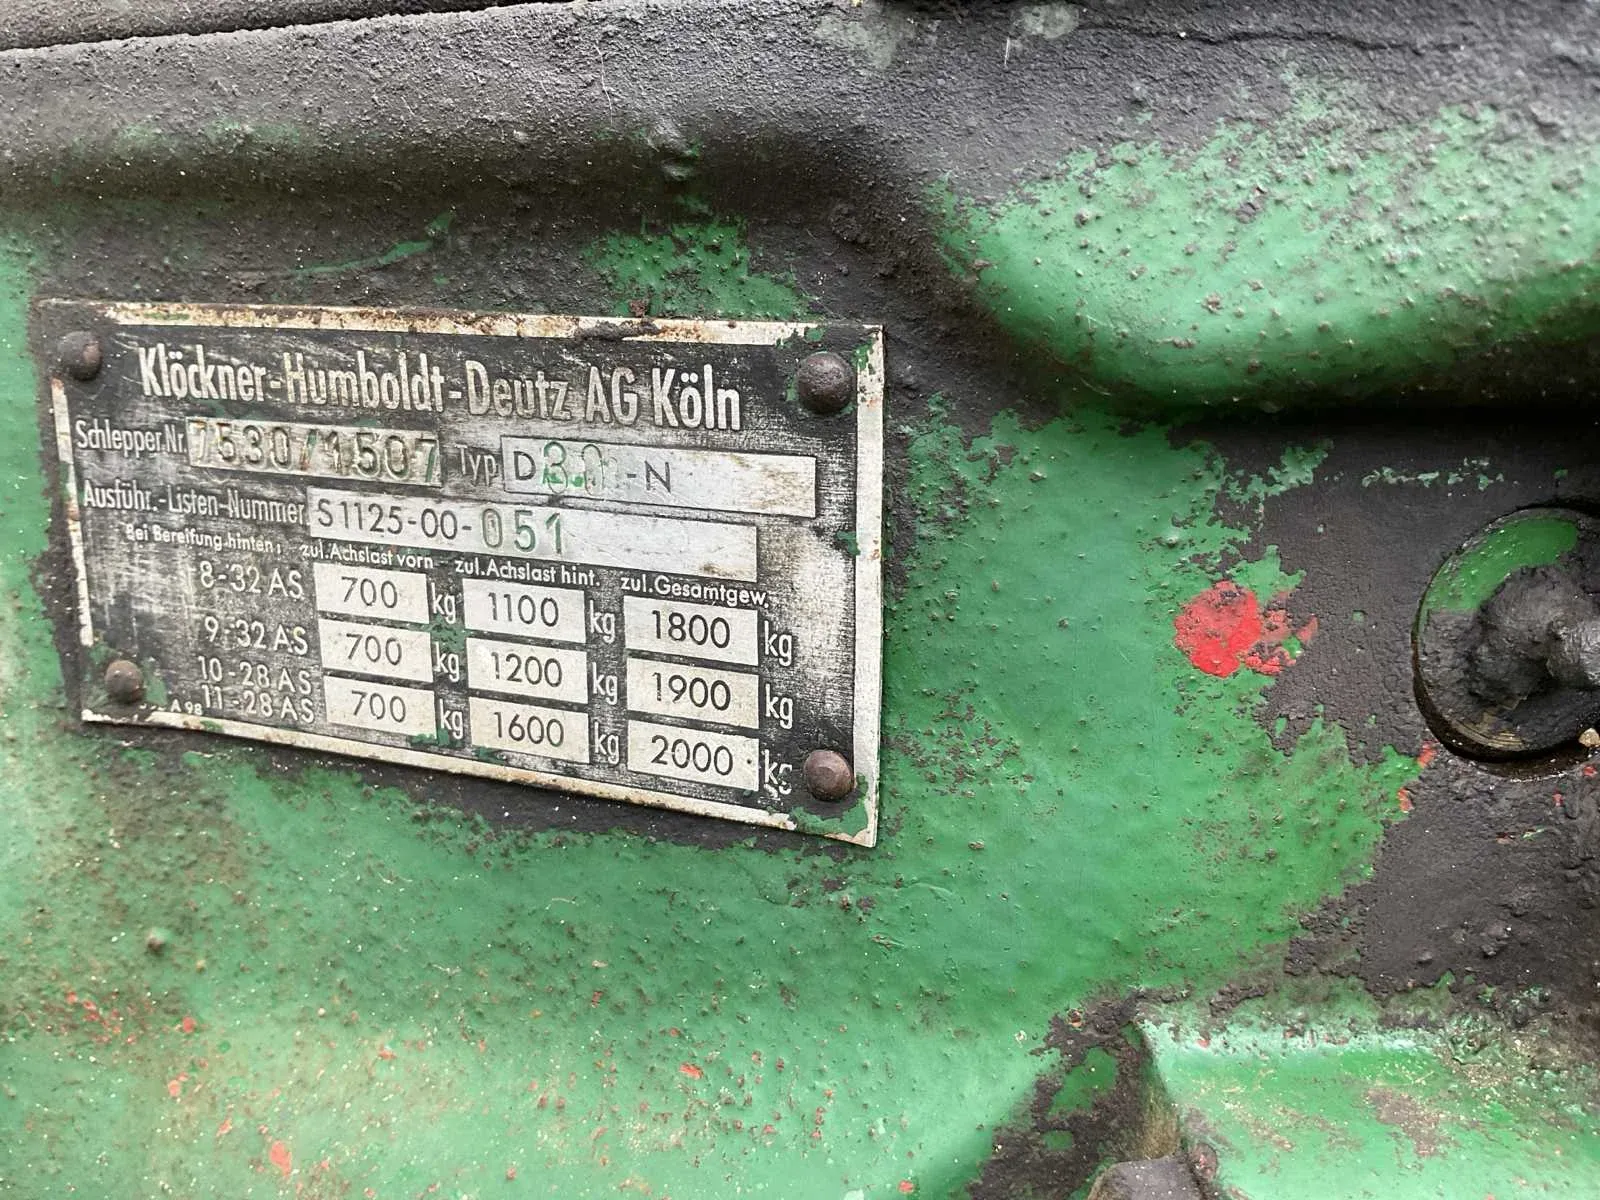 Klöckner-Humboldt-Deutz AG Köln
Schlepper.Nr. 7530/1507 Typ D30-N
Ausführ.-Listen-Nummer S1125-00-051
Bei Bereifung hinten: zul.Achslast vorn zul.Achslast hint. zul.Gesamtgew.
8-32 AS 700 kg 1100 kg 1800 kg
9-32 AS 700 kg 1200 kg 1900 kg
10-28 AS
11-28 AS 700 kg 1600 kg 2000 kg
A 98